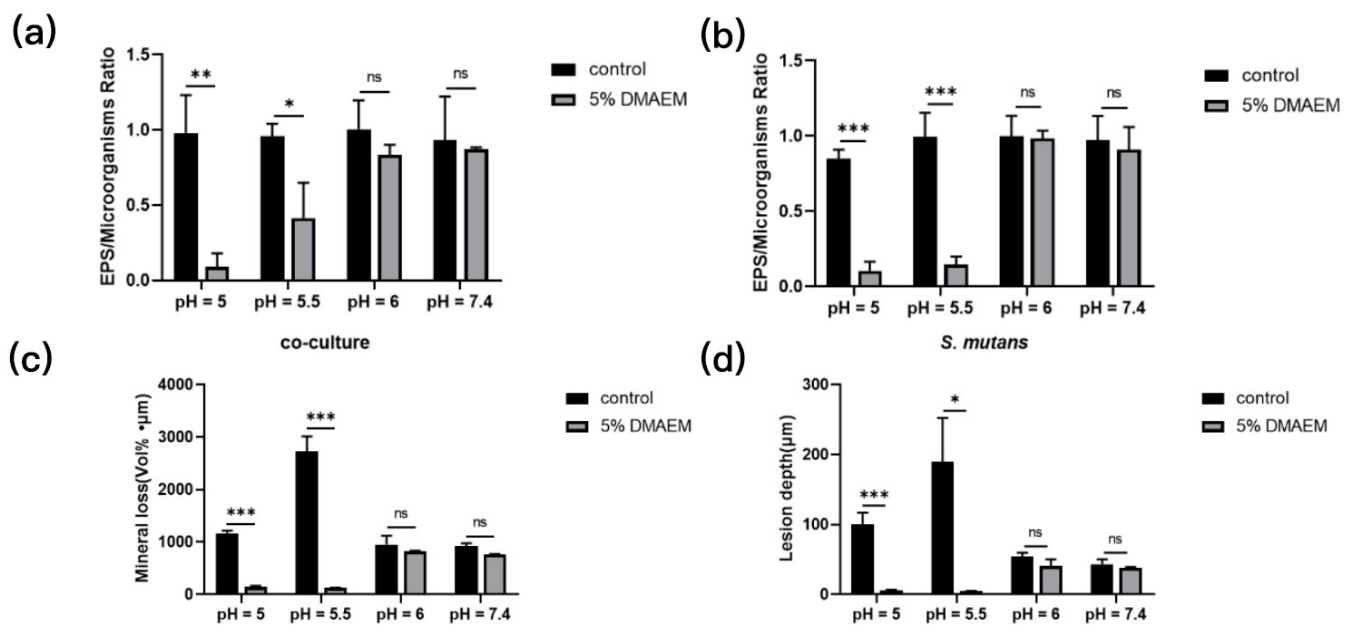 (a)
EPS/Microorganisms Ratio
1.5
1.0
0.5
0.0
** * ns ns
control
5% DMAEM
pH = 5 pH = 5.5 pH = 6 pH = 7.4
co-culture
(b)
EPS/Microorganisms Ratio
1.5
1.0
0.5
0.0
*** *** ns ns
control
5% DMAEM
pH = 5 pH = 5.5 pH = 6 pH = 7.4
S. mutans
(c)
Mineral loss(Vol% •μm)
4000
3000
2000
1000
0
*** *** ns ns
control
5% DMAEM
pH = 5 pH = 5.5 pH = 6 pH = 7.4
(d)
Lesion depth(μm)
300
200
100
0
*** * ns ns
control
5% DMAEM
pH = 5 pH = 5.5 pH = 6 pH = 7.4